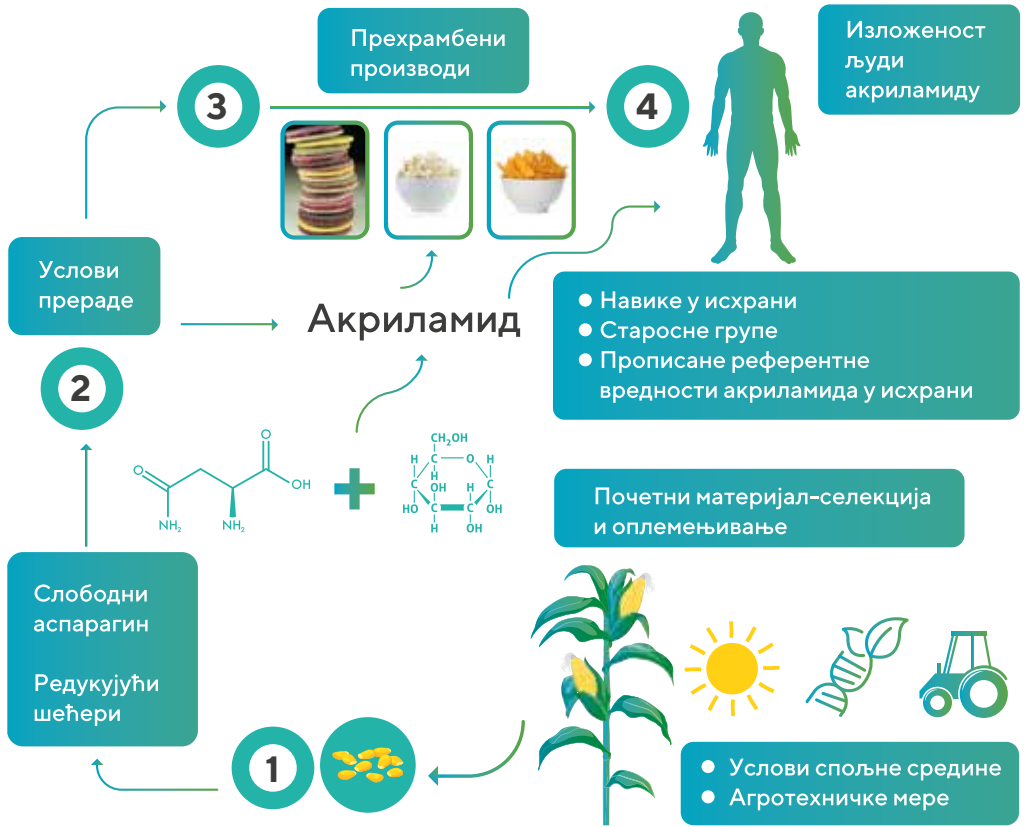 Прехрамбени
производи
Изложеност
људи
акриламиду
3
4
Услови
прераде
Акриламид
Навике у исхрани
Старосне групе
Прописане референтне
вредности акриламида у исхрани
2
O
O
OH
NH₂
NH₂
CH₂OH
H
C
O
H
C
H
OH
H
C
HO
C
C
OH
H
OH
Почетни материјал-селекција
и оплемењивање
Слободни
аспарагин
Редукујући
шећери
1
Услови спољне средине
Агротехничке мере